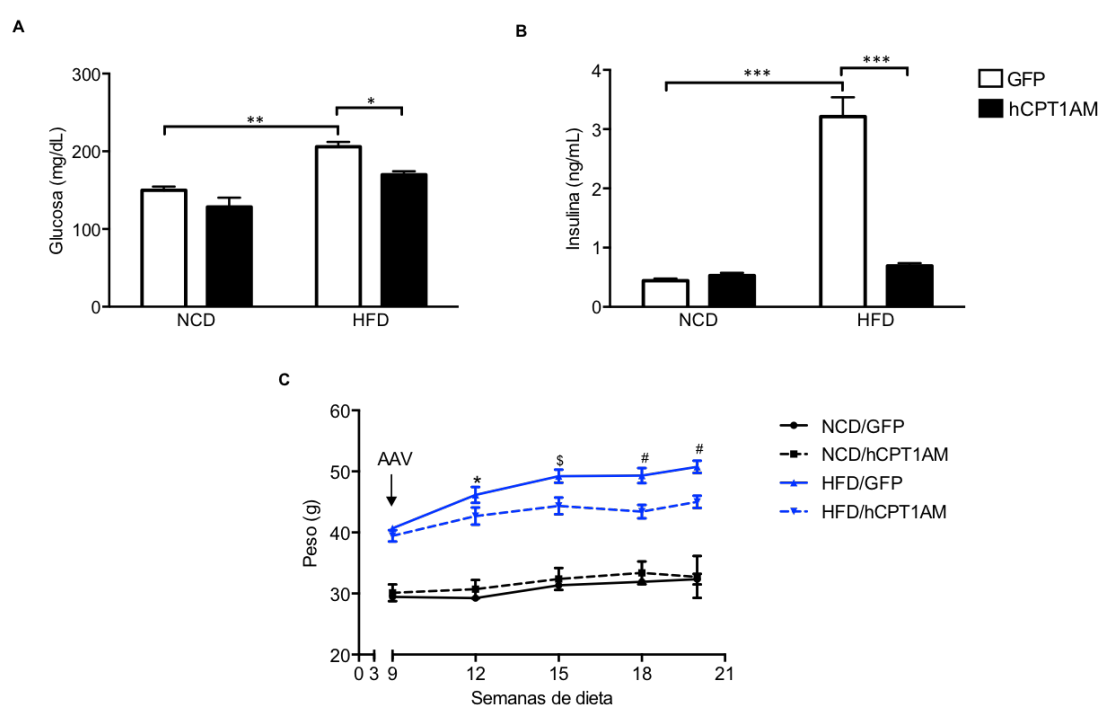 A
300
200
100
0
Glucosa (mg/dL)
**
*
NCD
HFD
B
4
3
2
1
0
Insulina (ng/mL)
***
***
NCD
HFD
GFP
hCPT1AM
C
60
50
40
30
20
Peso (g)
AAV
*
$
#
#
0 3 9 12 15 18 21
Semanas de dieta
NCD/GFP
NCD/hCPT1AM
HFD/GFP
HFD/hCPT1AM